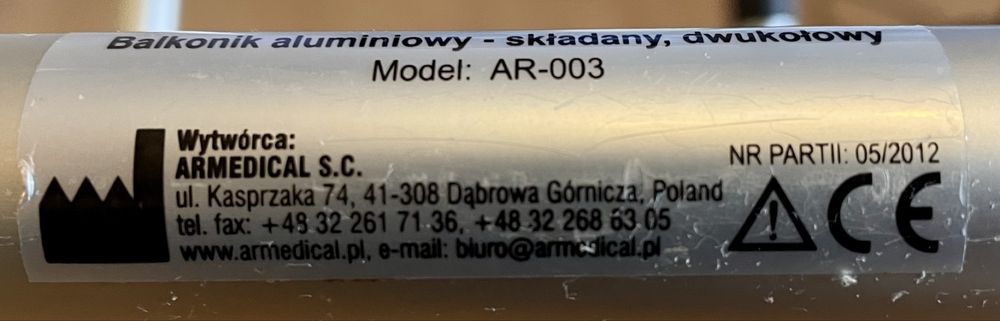 Balkonik aluminiowy - składany, dwukołowy
Model: AR-003
Wytwórca:
ARMEDICAL S.C.
ul. Kasprzaka 74, 41-308 Dąbrowa Górnicza, Poland
tel. fax: +48 32 261 71 36, +48 32 268 63 05
www.armedical.pl, e-mail: biuro@armedical.pl
NR PARTII: 05/2012
CE